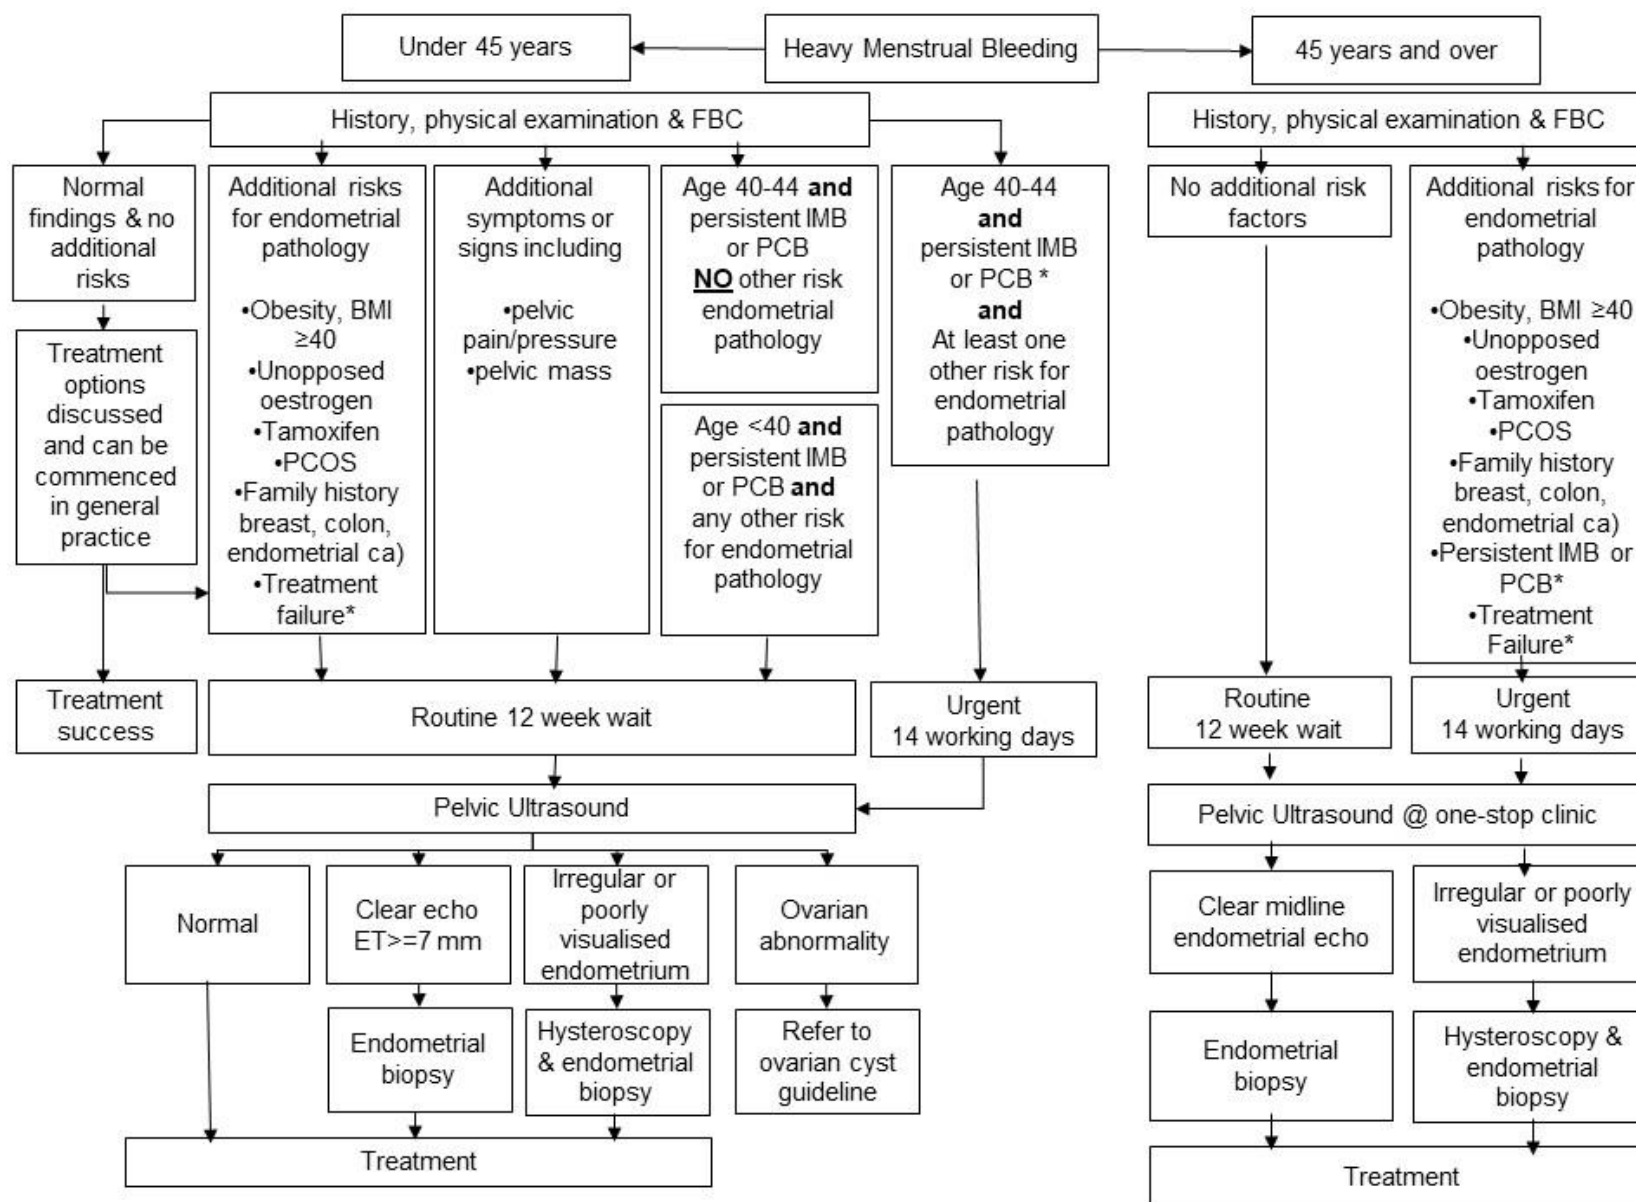 Under 45 years
Heavy Menstrual Bleeding
45 years and over
History, physical examination & FBC
Normal
findings & no
additional
risks
Treatment
options
discussed
and can be
commenced
in general
practice
Treatment
success
Additional risks
for endometrial
pathology
•Obesity, BMI
≥40
•Unopposed
oestrogen
•Tamoxifen
•PCOS
•Family history
breast, colon,
endometrial ca)
•Treatment
failure*
Additional
symptoms or
signs including
•pelvic
pain/pressure
•pelvic mass
Age 40-44 and
persistent IMB
or PCB
NO other risk
endometrial
pathology
Age <40 and
persistent IMB
or PCB and
any other risk
for endometrial
pathology
Age 40-44
and
persistent IMB
or PCB *
and
At least one
other risk for
endometrial
pathology
Routine 12 week wait
Urgent
14 working days
Pelvic Ultrasound
Normal
Clear echo
ET>=7 mm
Irregular or
poorly
visualised
endometrium
Ovarian
abnormality
Endometrial
biopsy
Hysteroscopy
& endometrial
biopsy
Refer to
ovarian cyst
guideline
Treatment
History, physical examination & FBC
No additional risk
factors
Additional risks for
endometrial
pathology
•Obesity, BMI ≥40
•Unopposed
oestrogen
•Tamoxifen
•PCOS
•Family history
breast, colon,
endometrial ca)
•Persistent IMB or
PCB*
•Treatment
Failure*
Routine
12 week wait
Urgent
14 working days
Pelvic Ultrasound @ one-stop clinic
Clear midline
endometrial echo
Irregular or poorly
visualised
endometrium
Endometrial
biopsy
Hysteroscopy &
endometrial
biopsy
Treatment